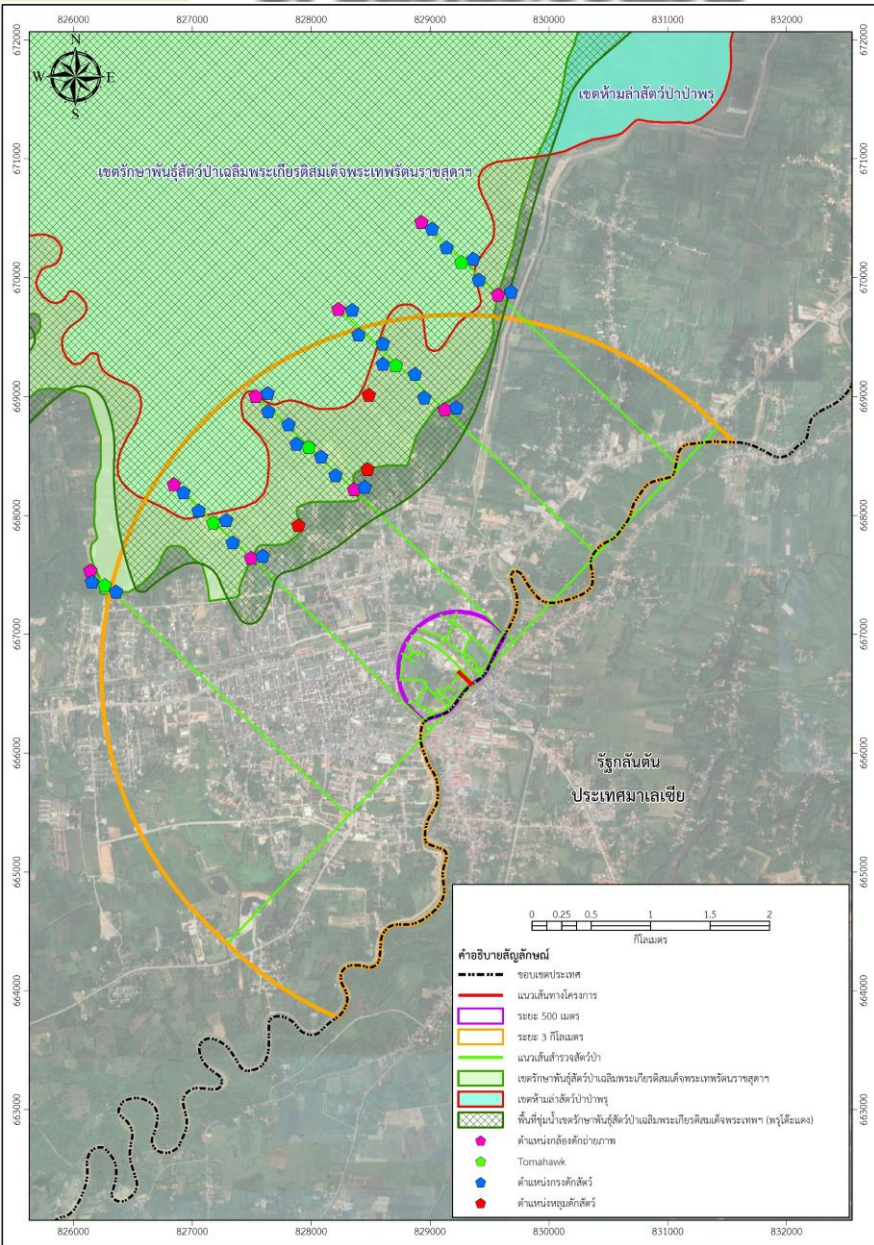 826000 827000 828000 829000 830000 831000 832000
672000 672000
N
W E
S
เขตห้ามล่าสัตว์ป่าป่าพรุ
เขตรักษาพันธุ์สัตว์ป่าเฉลิมพระเกียรติสมเด็จพระเทพรัตนราชสุดาฯ
671000 671000
670000 670000
669000 669000
668000 668000
667000 667000
666000 666000
รัฐกลันตัน
ประเทศมาเลเซีย
665000 665000
0 0.25 0.5 1 1.5 2
กิโลเมตร
คำอธิบายสัญลักษณ์
ขอบเขตประเทศ
แนวเส้นทางโครงการ
ระยะ 500 เมตร
ระยะ 3 กิโลเมตร
แนวเส้นสำรวจสัตว์ป่า
เขตรักษาพันธุ์สัตว์ป่าเฉลิมพระเกียรติสมเด็จพระเทพรัตนราชสุดาฯ
เขตห้ามล่าสัตว์ป่าป่าพรุ
พื้นที่ชุ่มน้ำเขตรักษาพันธุ์สัตว์ป่าเฉลิมพระเกียรติสมเด็จพระเทพฯ (พรุโต๊ะแดง)
ตำแหน่งกล้องดักถ่ายภาพ
Tomahawk
ตำแหน่งกรงดักสัตว์
ตำแหน่งหลุมดักสัตว์
664000 664000
663000 663000
826000 827000 828000 829000 830000 831000 832000